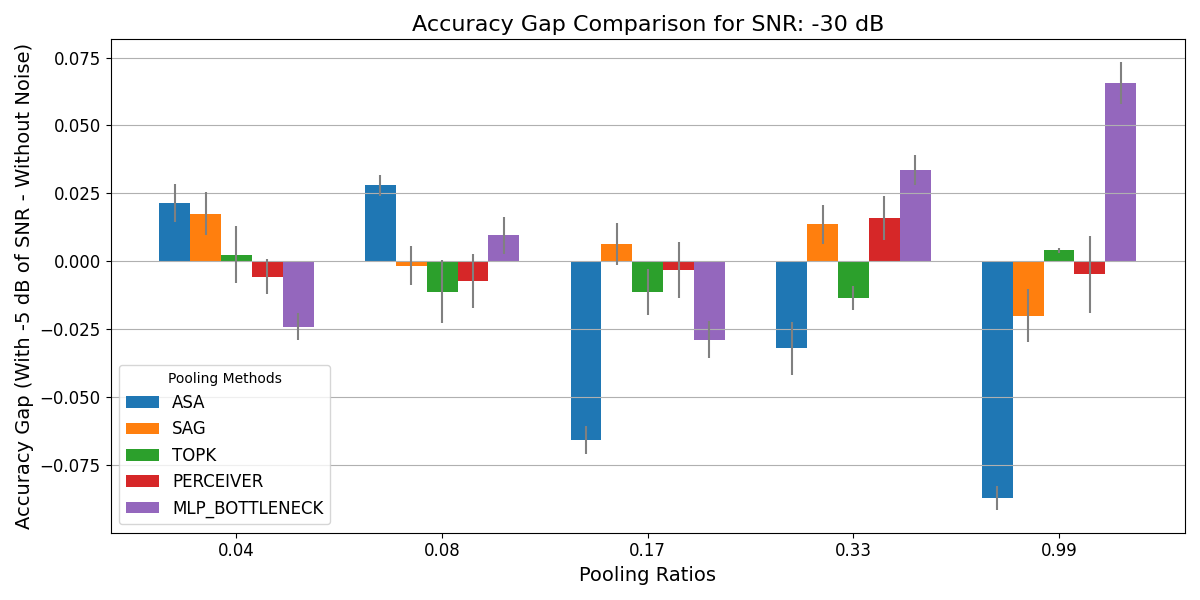 Accuracy Gap Comparison for SNR: -30 dB
Accuracy Gap (With -5 dB of SNR - Without Noise)
0.075
0.050
0.025
0.000
−0.025
−0.050
−0.075
Pooling Methods
ASA
SAG
TOPK
PERCEIVER
MLP_BOTTLENECK
0.04 0.08 0.17 0.33 0.99
Pooling Ratios